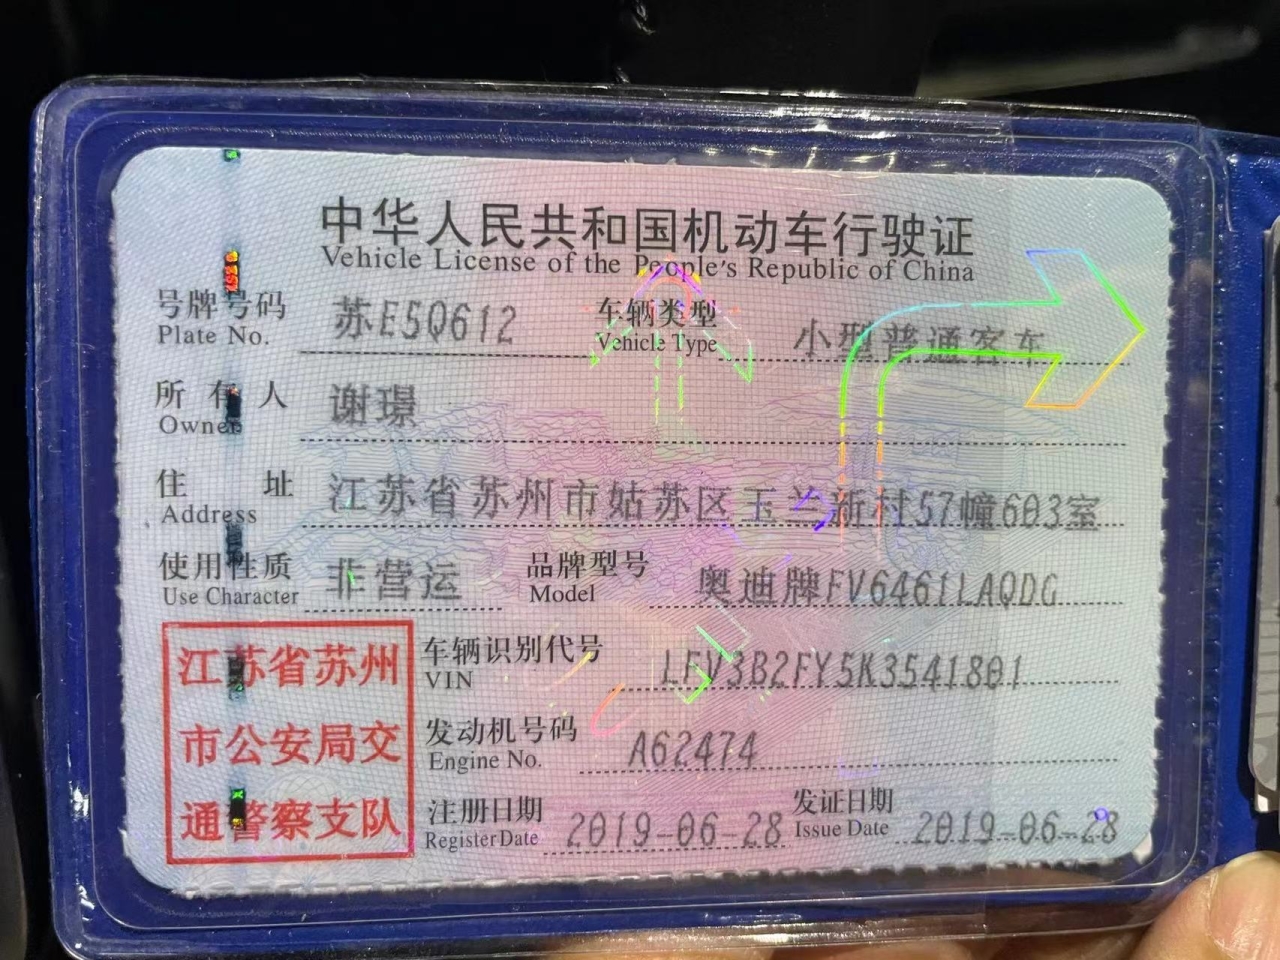 中华人民共和国机动车行驶证
Vehicle License of the People's Republic of China
号牌号码 苏E5Q612 车辆类型 小型普通客车
Plate No. Vehicle Type
所有人 谢璟
Owner
住址 江苏省苏州市姑苏区玉兰新村57幢603室
Address
使用性质 非营运 品牌型号 奥迪牌FV6461LAQDG
Use Character Model
江苏省苏州 车辆识别代号 LFV3B2FY5K3541801
VIN
市公安局交 发动机号码 A62474
Engine No.
通警察支队 注册日期 2019-06-28 发证日期 2019-06-28
Register Date Issue Date